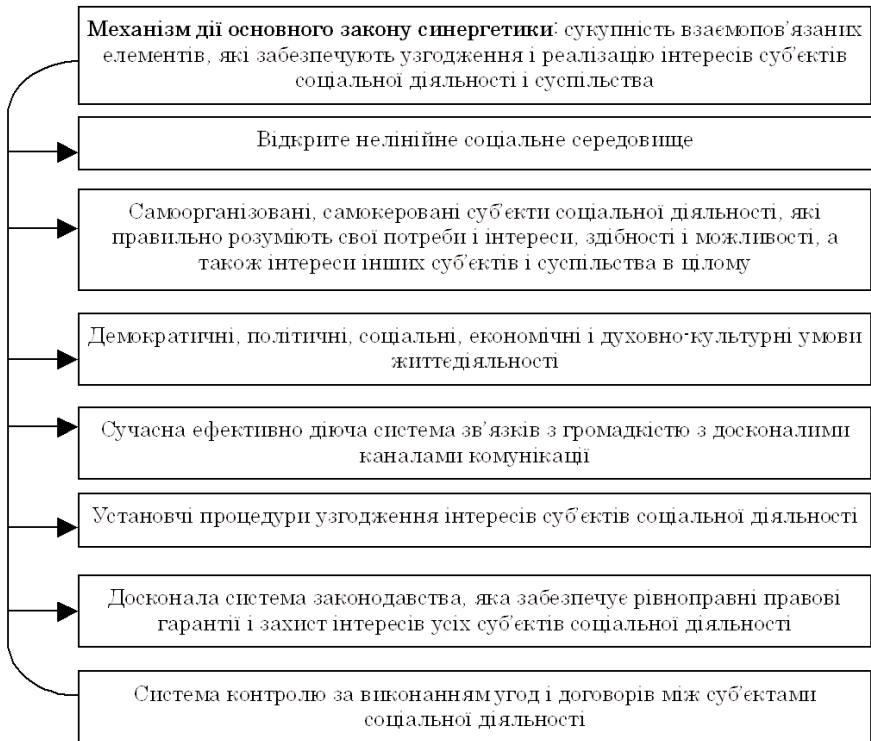 Механізм дії основного закону синергетики: сукупність взаємопов’язаних
елементів, які забезпечують узгодження і реалізацію інтересів суб’єктів
соціальної діяльності і суспільства
Відкрите нелінійне соціальне середовище
Самоорганізовані, самокеровані суб’єкти соціальної діяльності, які
правильно розуміють свої потреби і інтереси, здібності і можливості, а
також інтереси інших суб’єктів і суспільства в цілому
Демократичні, політичні, соціальні, економічні і духовно-культурні умови
життєдіяльності
Сучасна ефективно діюча система зв’язків з громадкістю з досконалими
каналами комунікації
Установчі процедури узгодження інтересів суб’єктів соціальної діяльності
Досконала система законодавства, яка забезпечує рівноправні правові
гарантії і захист інтересів усіх суб’єктів соціальної діяльності
Система контролю за виконанням угод і договорів між суб’єктами
соціальної діяльності